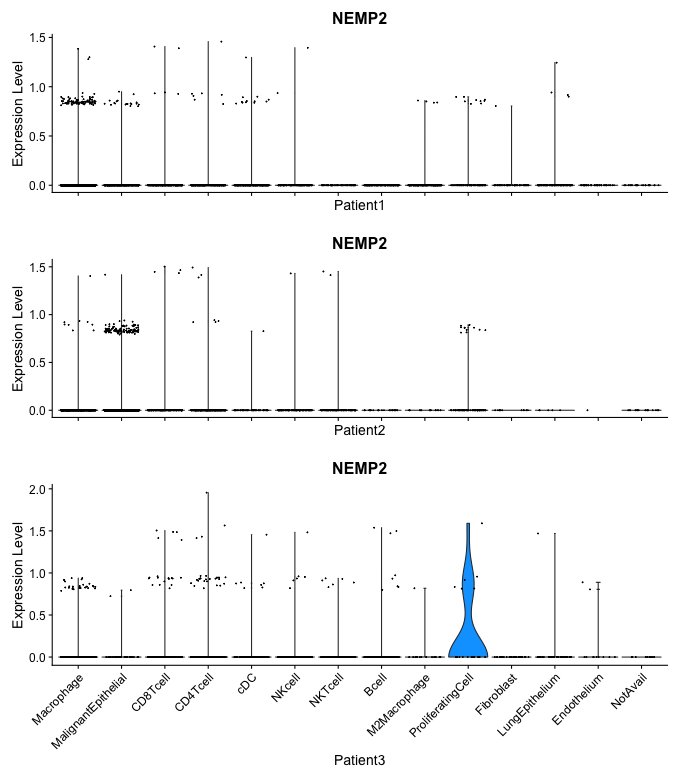 NEMP2
Expression Level
1.5
1.0
0.5
0.0
Patient1
NEMP2
Expression Level
1.5
1.0
0.5
0.0
Patient2
NEMP2
Expression Level
2.0
1.5
1.0
0.5
0.0
Macrophage
MalignantEpithelial
CD8Tcell
CD4Tcell
cDC
NKcell
NKTcell
Bcell
M2Macrophage
ProliferatingCell
Fibroblast
LungEpithelium
Endothelium
NotAvail
Patient3